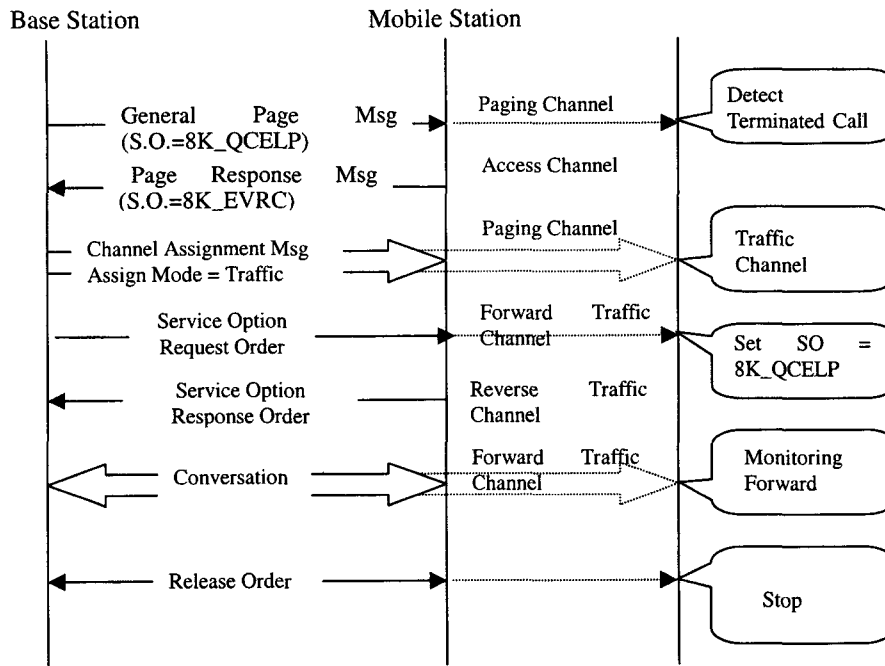 Base Station
Mobile Station
General Page Msg
(S.O.=8K_QCELP)
Paging Channel
Detect
Terminated Call
Page Response Msg
(S.O.=8K_EVRC)
Access Channel
Channel Assignment Msg
Assign Mode = Traffic
Paging Channel
Traffic
Channel
Service Option
Request Order
Forward Traffic
Channel
Set SO =
8K_QCELP
Service Option
Response Order
Reverse Traffic
Channel
Conversation
Forward Traffic
Channel
Monitoring
Forward
Release Order
Stop